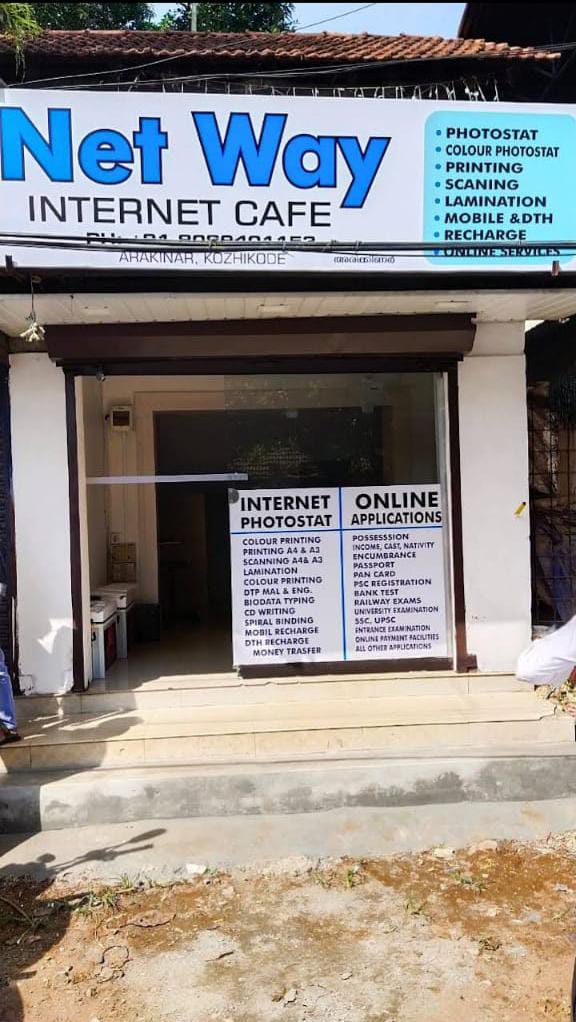 Net Way
INTERNET CAFE
ARAKINAR, KOZHIKODE
• PHOTOSTAT
• COLOUR PHOTOSTAT
• PRINTING
• SCANING
• LAMINATION
• MOBILE &DTH
• RECHARGE
• ONLINE SERVICES
INTERNET
PHOTOSTAT
COLOUR PRINTING
PRINTING A4 & A3
SCANNING A4& A3
LAMINATION
COLOUR PRINTING
DTP MAL & ENG.
BIODATA TYPING
CD WRITING
SPIRAL BINDING
MOBIL RECHARGE
DTH RECHARGE
MONEY TRASFER
ONLINE
APPLICATIONS
POSSESSSION
INCOME, CAST, NATIVITY
ENCUMBRANCE
PASSPORT
PAN CARD
PSC REGISTRATION
BANK TEST
RAILWAY EXAMS
UNIVERSITY EXAMINATION
SSC, UPSC
ENTRANCE EXAMINATION
ONLINE PAYMENT FACILITIES
ALL OTHER APPLICATIONS